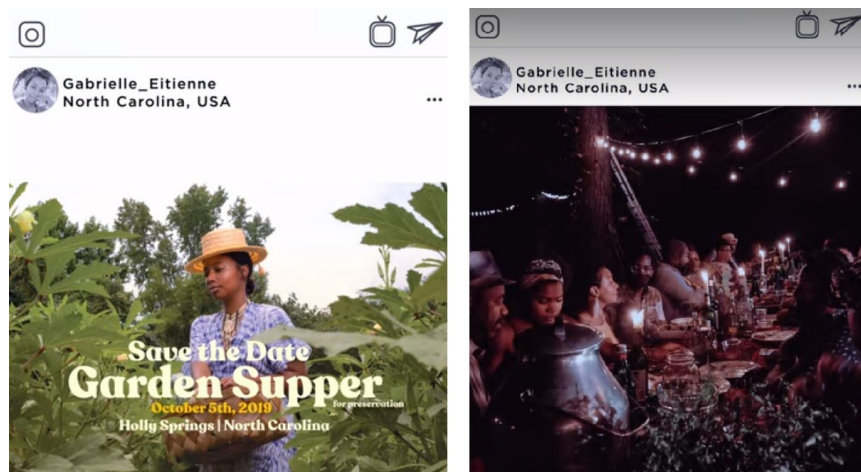 Gabrielle_Eitienne
North Carolina, USA
Save the Date
Garden Supper
for preservation
October 5th, 2019
Holly Springs | North Carolina
Gabrielle_Eitienne
North Carolina, USA